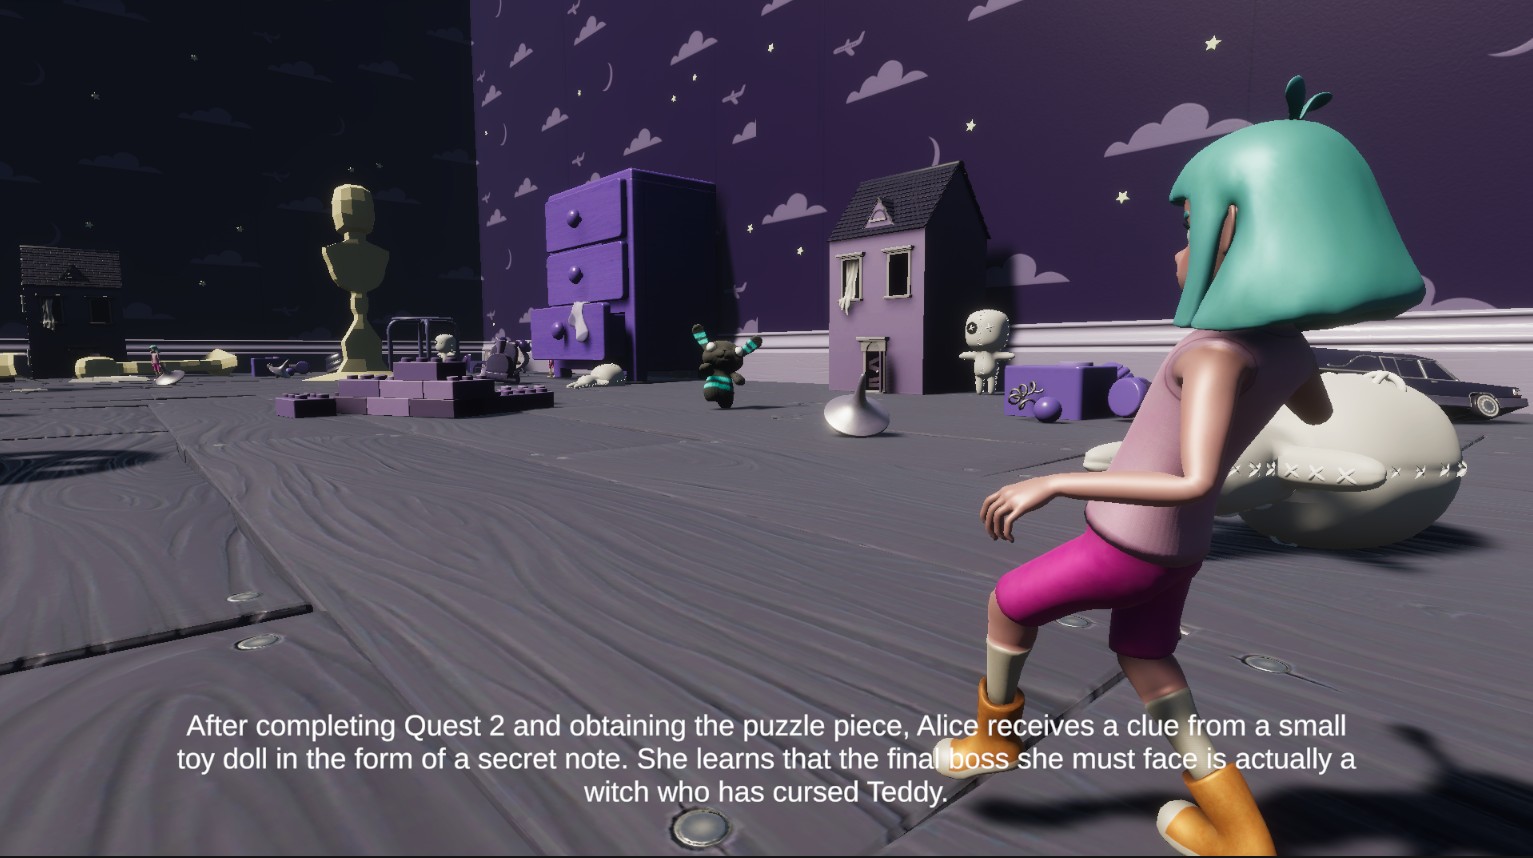 After completing Quest 2 and obtaining the puzzle piece, Alice receives a clue from a small
toy doll in the form of a secret note. She learns that the final boss she must face is actually a
witch who has cursed Teddy.